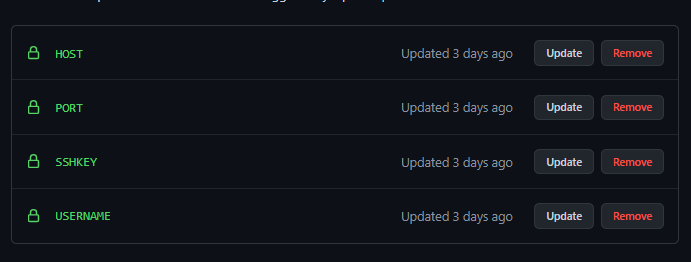 HOST Updated 3 days ago Update Remove
PORT Updated 3 days ago Update Remove
SSHKEY Updated 3 days ago Update Remove
USERNAME Updated 3 days ago Update Remove